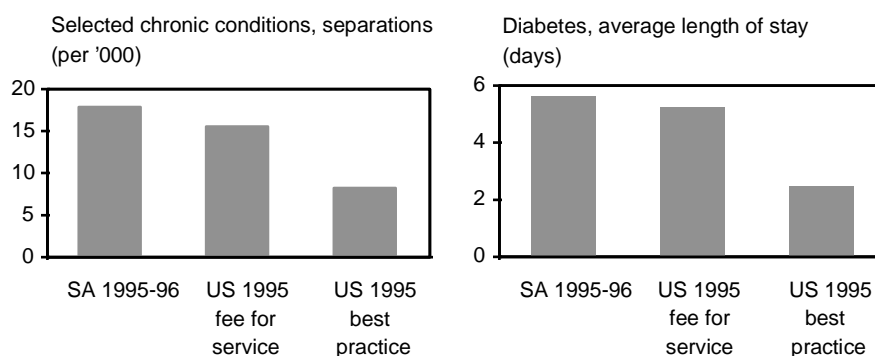 Selected chronic conditions, separations
(per '000)
20
15
10
5
0
SA 1995-96
US 1995
fee for
service
US 1995
best
practice
Diabetes, average length of stay
(days)
6
4
2
0
SA 1995-96
US 1995
fee for
service
US 1995
best
practice